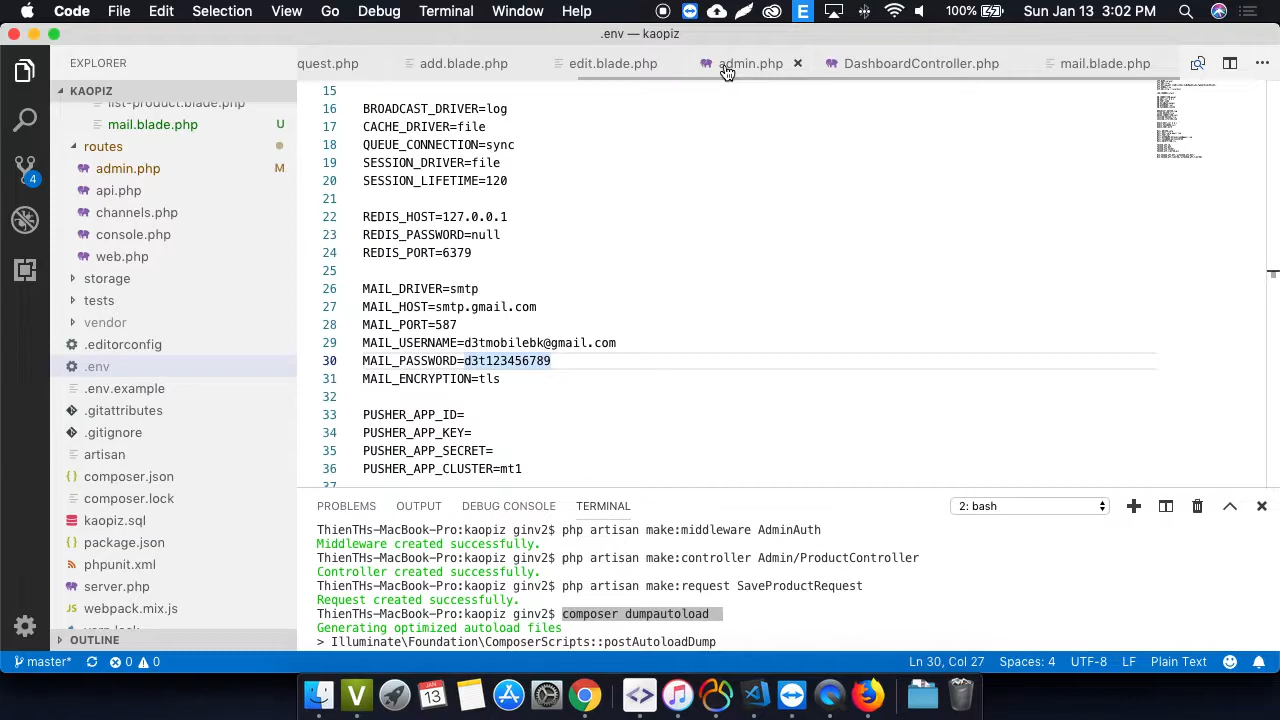 Code File Edit Selection View Go Debug Terminal Window Help E 100% Sun Jan 13 3:02 PM
.env — kaopiz
EXPLORER
quest.php add.blade.php edit.blade.php admin.php DashboardController.php mail.blade.php
KAOPIZ
list-product.blade.php
mail.blade.php U
routes
admin.php M
api.php
channels.php
console.php
web.php
storage
tests
vendor
.editorconfig
.env
.env.example
.gitattributes
.gitignore
artisan
composer.json
composer.lock
kaopiz.sql
package.json
phpunit.xml
server.php
webpack.mix.js
OUTLINE
4
15
16 BROADCAST_DRIVER=log
17 CACHE_DRIVER=file
18 QUEUE_CONNECTION=sync
19 SESSION_DRIVER=file
20 SESSION_LIFETIME=120
21
22 REDIS_HOST=127.0.0.1
23 REDIS_PASSWORD=null
24 REDIS_PORT=6379
25
26 MAIL_DRIVER=smtp
27 MAIL_HOST=smtp.gmail.com
28 MAIL_PORT=587
29 MAIL_USERNAME=d3tmobilebk@gmail.com
30 MAIL_PASSWORD=d3t123456789
31 MAIL_ENCRYPTION=tls
32
33 PUSHER_APP_ID=
34 PUSHER_APP_KEY=
35 PUSHER_APP_SECRET=
36 PUSHER_APP_CLUSTER=mt1
37
PROBLEMS OUTPUT DEBUG CONSOLE TERMINAL 2: bash
ThienTHs-MacBook-Pro:kaopiz ginv2$ php artisan make:middleware AdminAuth
Middleware created successfully.
ThienTHs-MacBook-Pro:kaopiz ginv2$ php artisan make:controller Admin/ProductController
Controller created successfully.
ThienTHs-MacBook-Pro:kaopiz ginv2$ php artisan make:request SaveProductRequest
Request created successfully.
ThienTHs-MacBook-Pro:kaopiz ginv2$ composer dumpautoload
Generating optimized autoload files
> Illuminate\Foundation\ComposerScripts::postAutoloadDump
master* 0 0 Ln 30, Col 27 Spaces: 4 UTF-8 LF Plain Text
V JAN 13